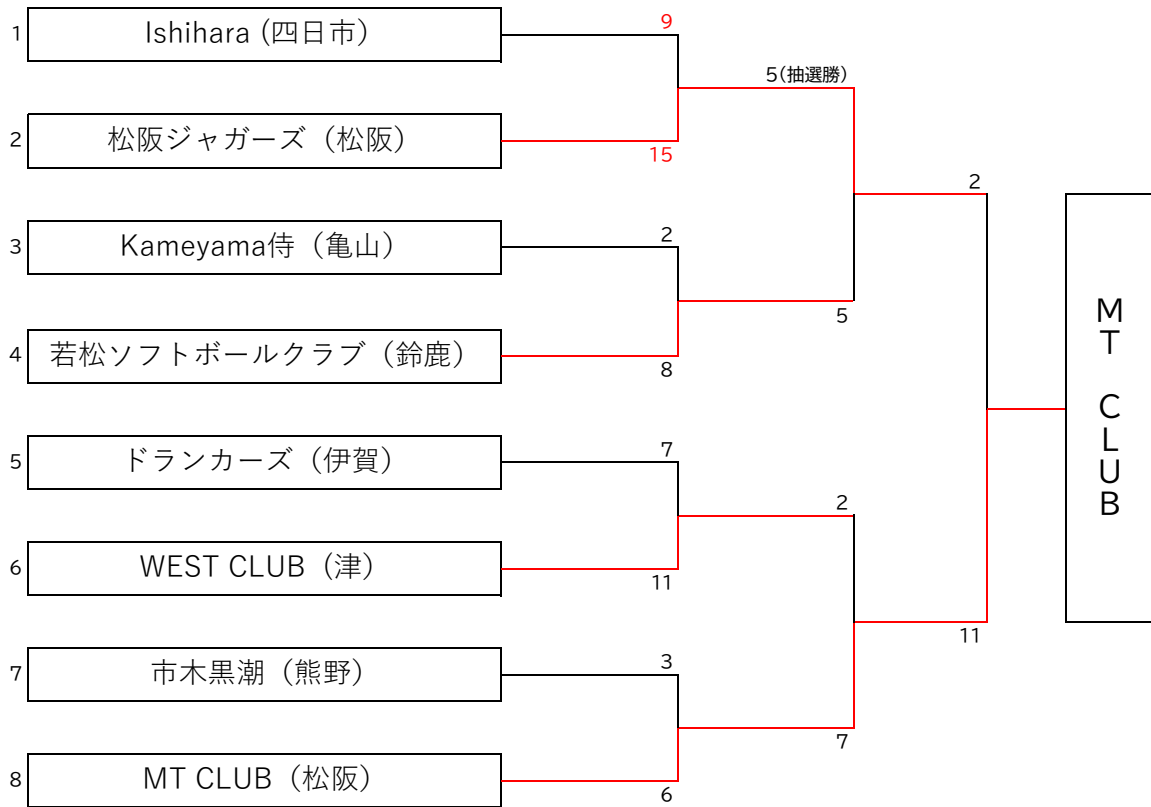 1 Ishihara (四日市) 9
5(抽選勝)
2 松阪ジャガーズ（松阪） 15
2
3 Kameyama侍（亀山） 2
5
4 若松ソフトボールクラブ（鈴鹿） 8
MT CLUB
5 ドランカーズ（伊賀） 7
2
6 WEST CLUB（津） 11
11
7 市木黒潮（熊野） 3
7
8 MT CLUB（松阪） 6